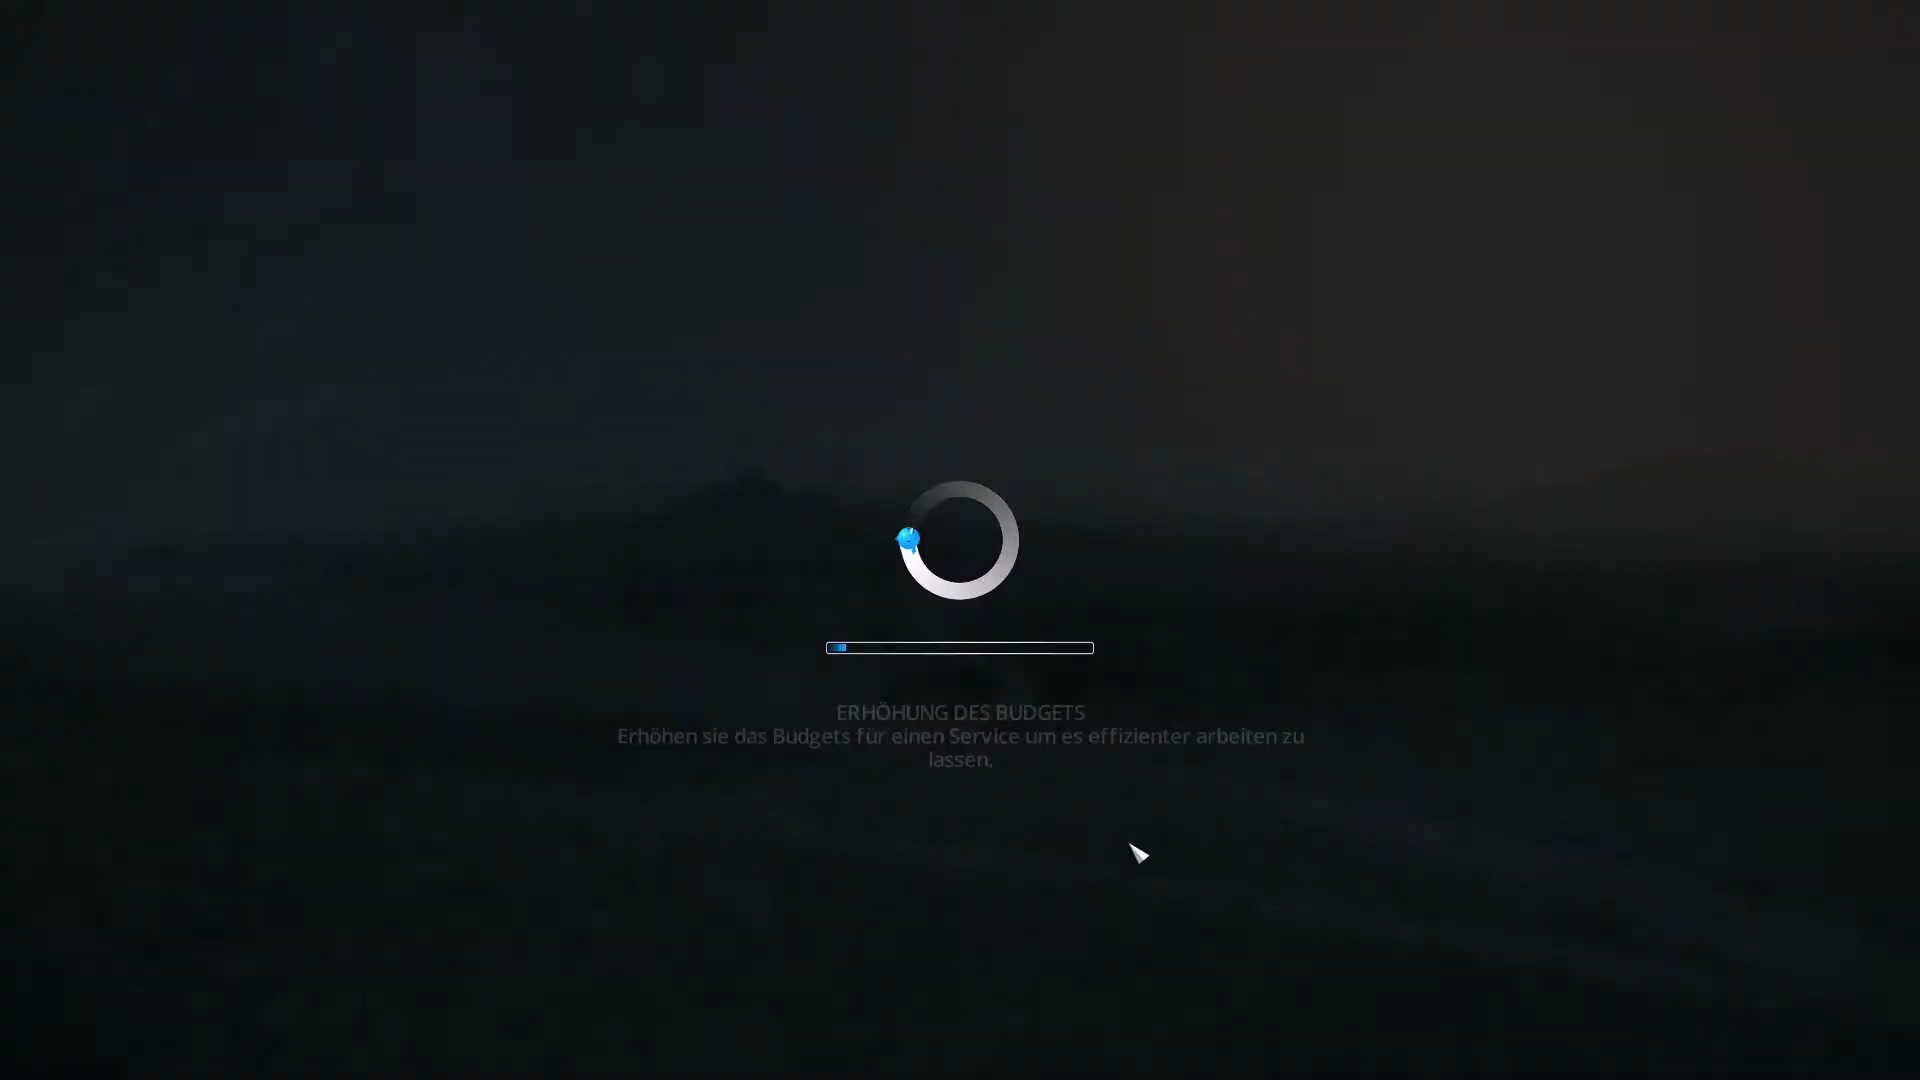 ERHÖHUNG DES BUDGETS
Erhöhen sie das Budgets für einen Service um es effizienter arbeiten zu
lassen.